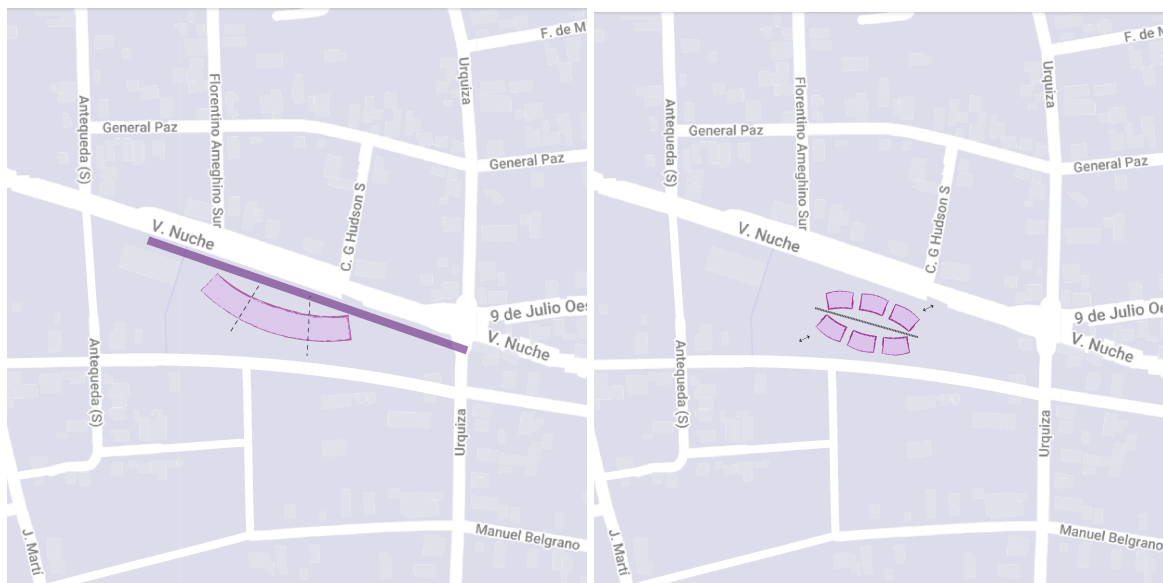 F. de M
Urquiza
Antequeda (S)
Florentino Ameghino Sur
General Paz
General Paz
C. G Hudson S
V. Nuche
9 de Julio Oes
V. Nuche
Antequeda (S)
Urquiza
Manuel Belgrano
J. Martí
F. de M
Urquiza
Antequeda (S)
Florentino Ameghino Sur
General Paz
General Paz
C. G Hudson S
V. Nuche
9 de Julio Oes
V. Nuche
Antequeda (S)
Urquiza
Manuel Belgrano
J. Martí